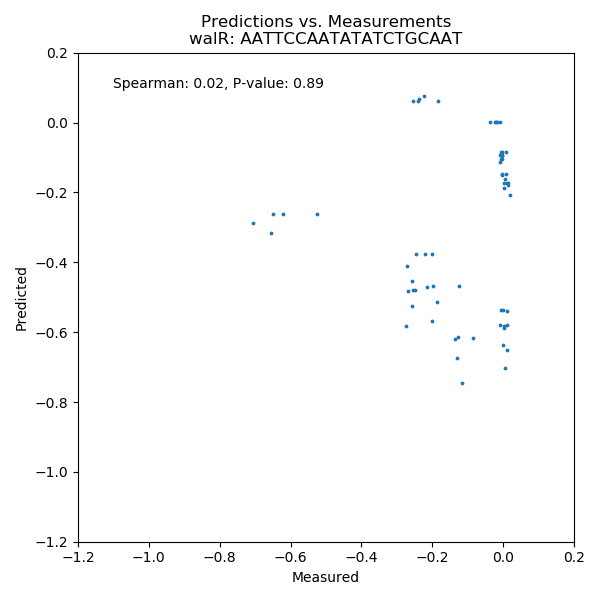 Predictions vs. Measurements
walR: AATTCCAATATATCTGCAAT
Spearman: 0.02, P-value: 0.89
0.2
0.0
−0.2
−0.4
−0.6
−0.8
−1.0
−1.2
Predicted
−1.2 −1.0 −0.8 −0.6 −0.4 −0.2 0.0 0.2
Measured